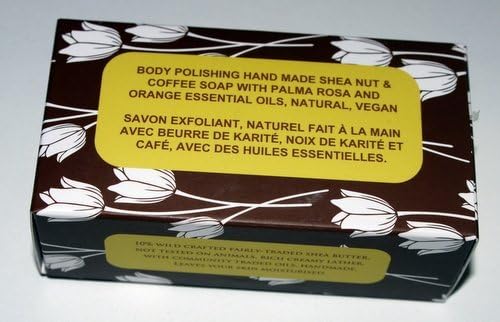 BODY POLISHING HAND MADE SHEA NUT &
COFFEE SOAP WITH PALMA ROSA AND
ORANGE ESSENTIAL OILS, NATURAL, VEGAN
SAVON EXFOLIANT, NATUREL FAIT À LA MAIN
AVEC BEURRE DE KARITÉ, NOIX DE KARITÉ ET
CAFÉ, AVEC DES HUILES ESSENTIELLES.
10% WILD CRAFTED FAIRLY-TRADED SHEA BUTTER,
NOT TESTED ON ANIMALS. RICH CREAMY LATHER.
WITH COMMUNITY TRADED OILS. HANDMADE.
LEAVES YOUR SKIN MOISTURISED.